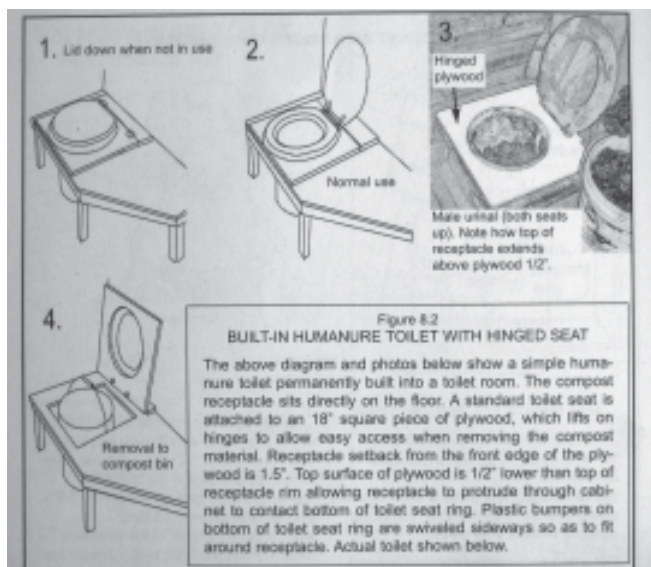 1. Lid down when not in use
2.
Normal use
3.
Hinged
plywood
Male urinal (both seats
up). Note how top of
receptacle extends
above plywood 1/2".
4.
Removal to
compost bin
Figure 8.2
BUILT-IN HUMANURE TOILET WITH HINGED SEAT
The above diagram and photos below show a simple huma-
nure toilet permanently built into a toilet room. The compost
receptacle sits directly on the floor. A standard toilet seat is
attached to an 18" square piece of plywood, which lifts on
hinges to allow easy access when removing the compost
material. Receptacle setback from the front edge of the ply-
wood is 1.5". Top surface of plywood is 1/2" lower than top of
receptacle rim allowing receptacle to protrude through cabi-
net to contact bottom of toilet seat ring. Plastic bumpers on
bottom of toilet seat ring are swiveled sideways so as to fit
around receptacle. Actual toilet shown below.